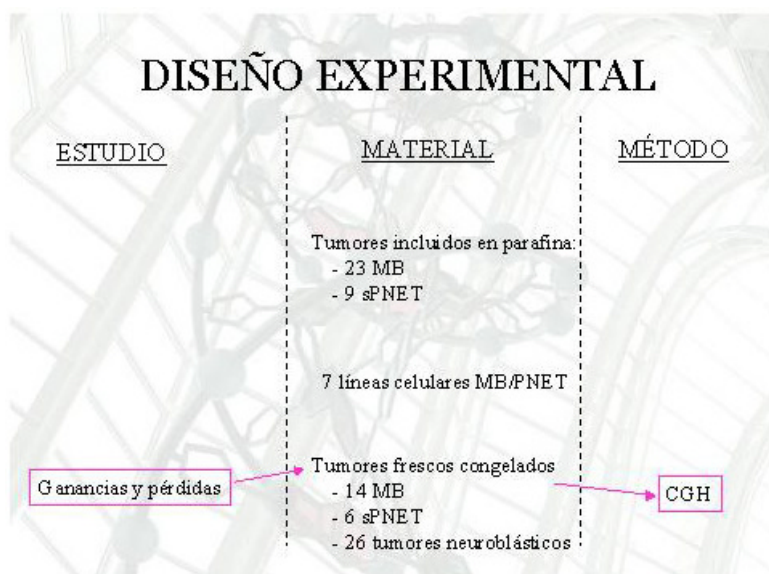 DISEÑO EXPERIMENTAL
ESTUDIO
MATERIAL
MÉTODO
Tumores incluidos en parafina:
- 23 MB
- 9 sPNET
7 líneas celulares MB/PNET
Ganancias y pérdidas
Tumores frescos congelados
- 14 MB
- 6 sPNET
- 26 tumores neuroblásticos
CGH